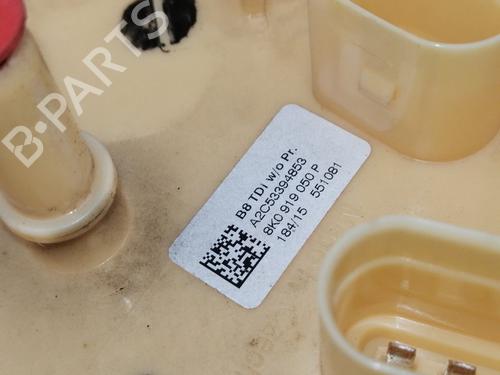 B-PARTS
B8 TDI w/o Pr.
A2C53394853
8K0 919 050 P
184/15 551081